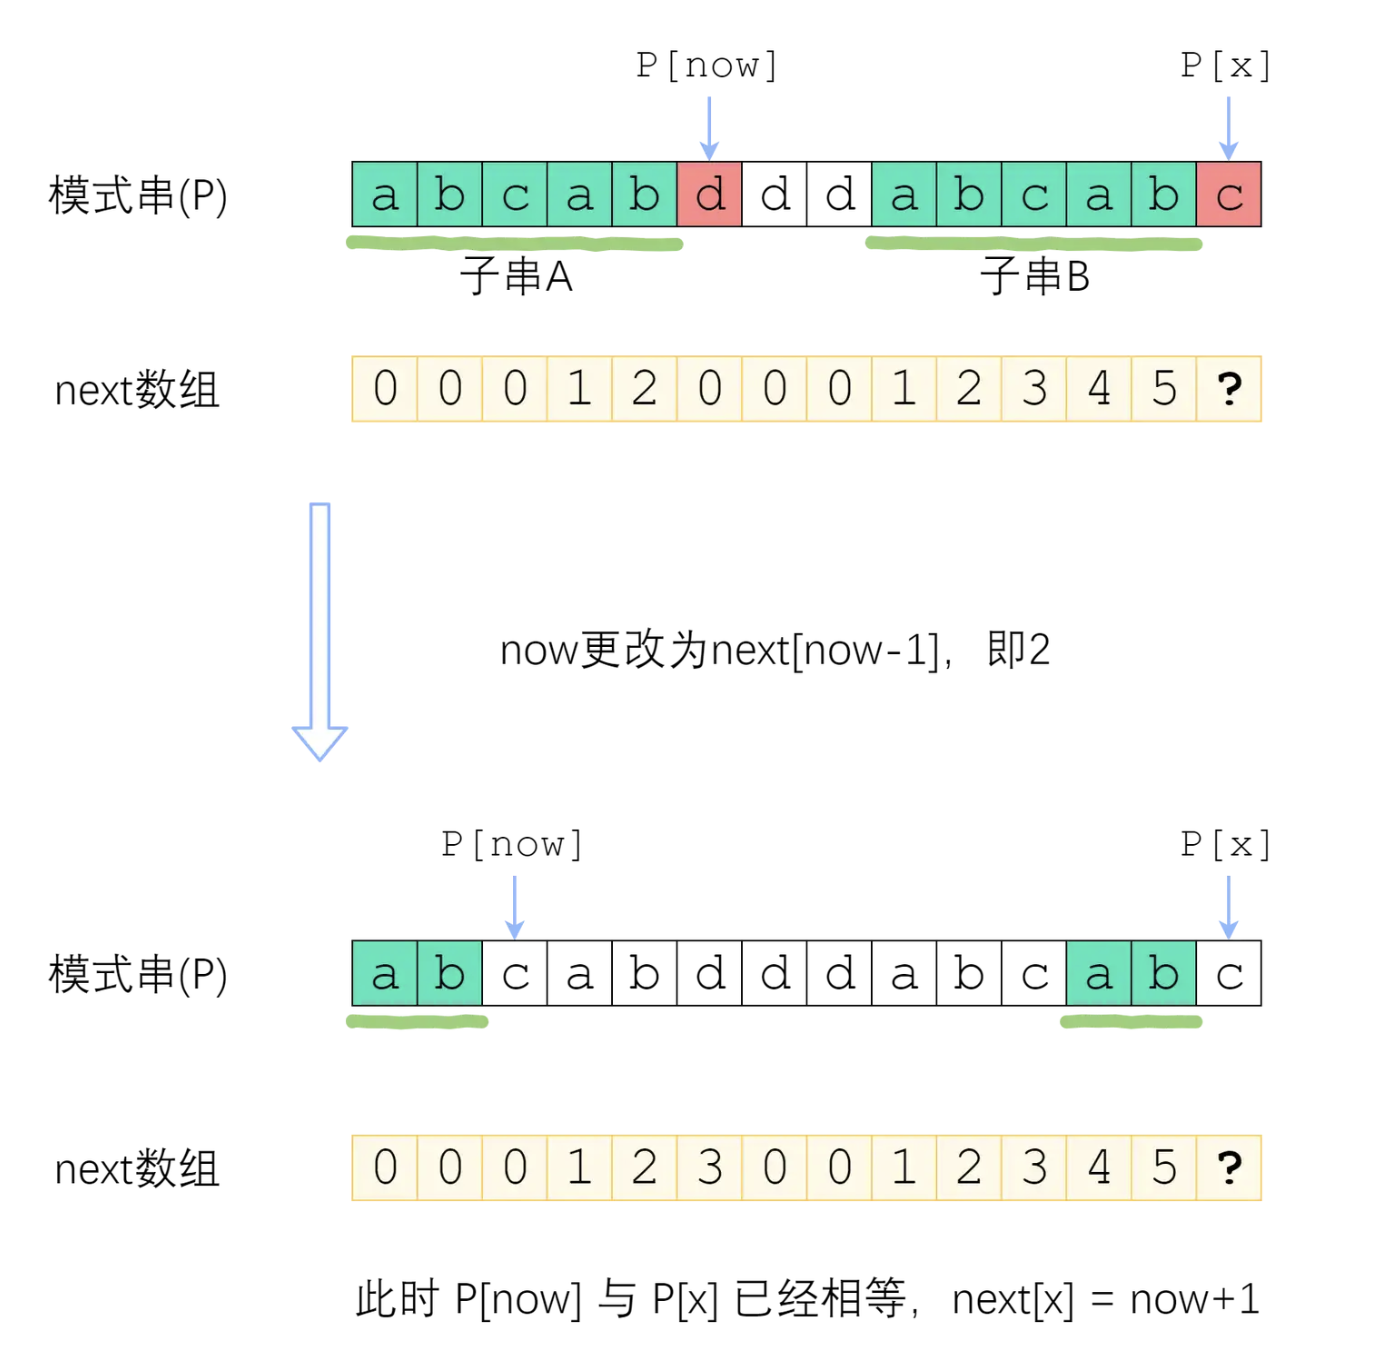 P[now] P[x]
模式串(P) a b c a b d d d a b c a b c
子串A 子串B
next数组 0 0 0 1 2 0 0 0 1 2 3 4 5 ?
now更改为next[now-1]，即2
P[now] P[x]
模式串(P) a b c a b d d d a b c a b c
next数组 0 0 0 1 2 3 0 0 1 2 3 4 5 ?
此时 P[now] 与 P[x] 已经相等，next[x] = now+1